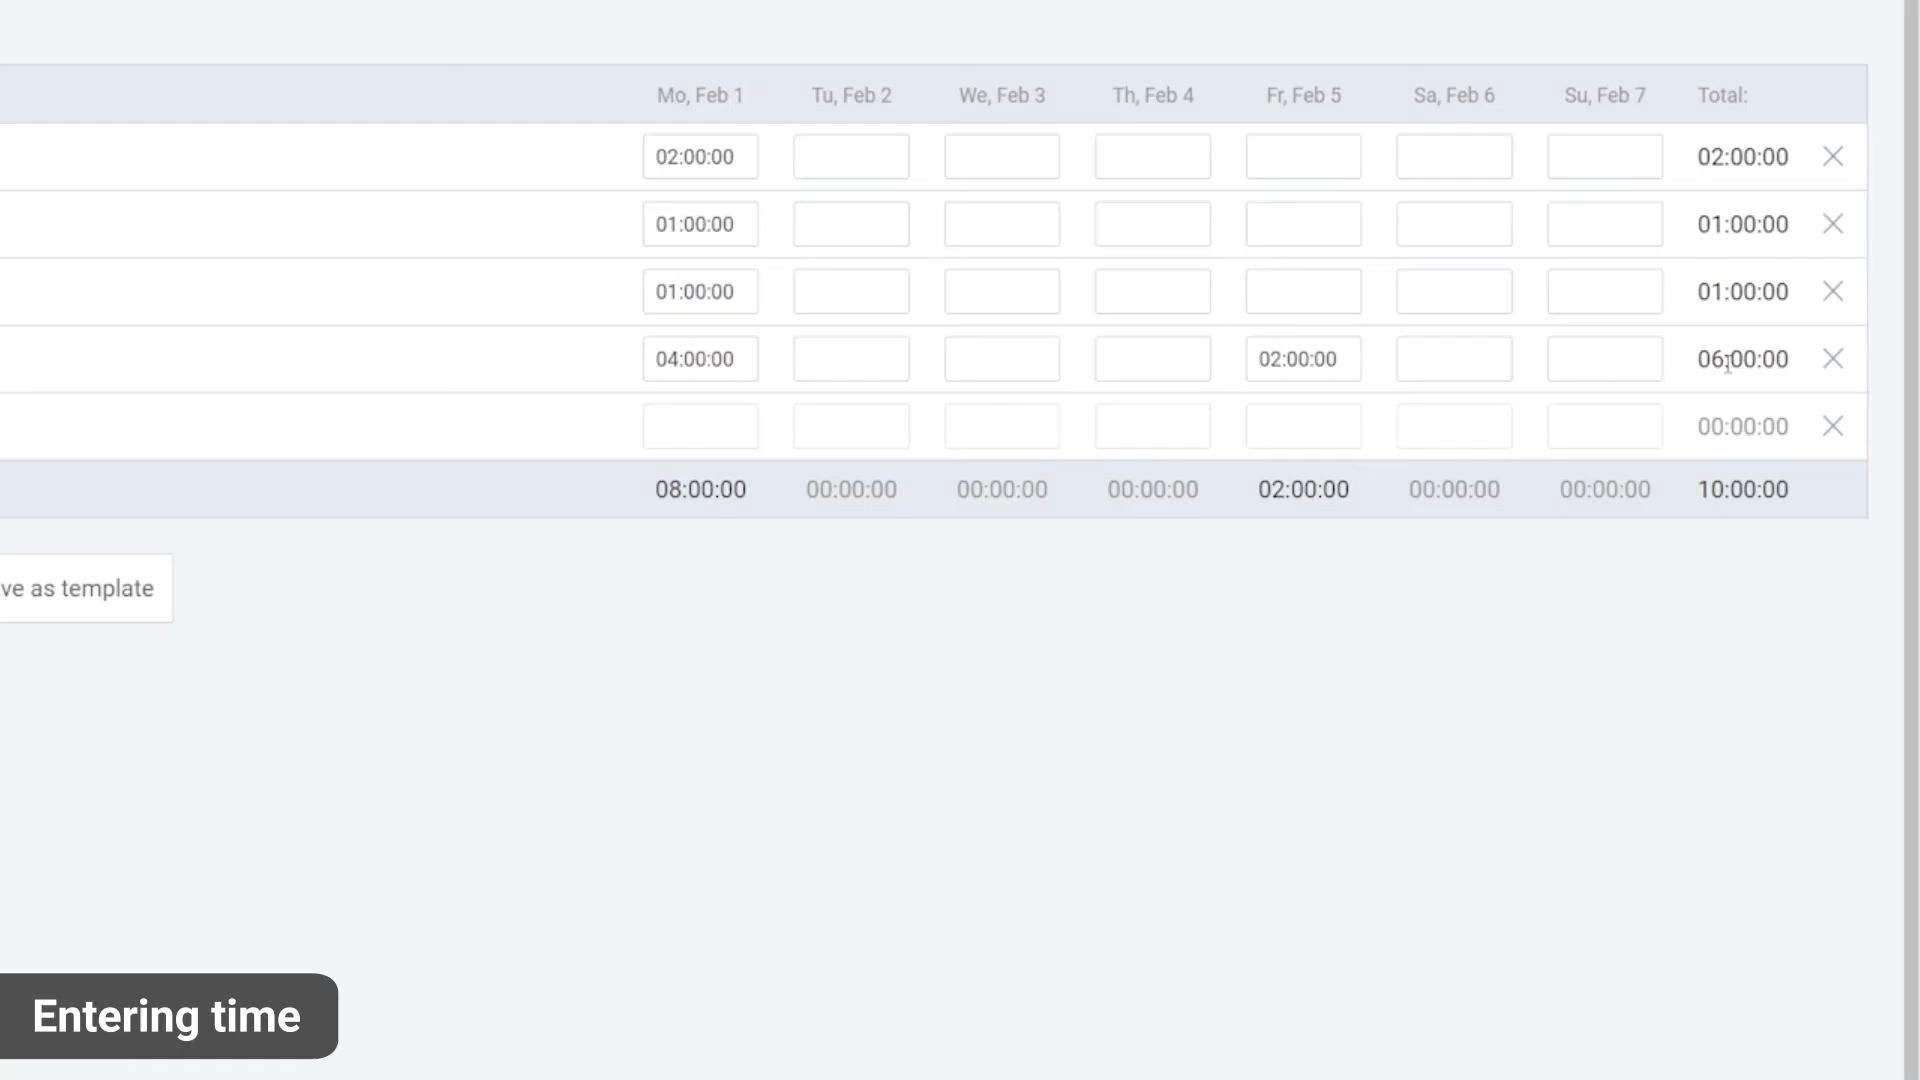 Mo, Feb 1 Tu, Feb 2 We, Feb 3 Th, Feb 4 Fr, Feb 5 Sa, Feb 6 Su, Feb 7 Total:
02:00:00 02:00:00
01:00:00 01:00:00
01:00:00 01:00:00
04:00:00 02:00:00 06:00:00
00:00:00
08:00:00 00:00:00 00:00:00 00:00:00 02:00:00 00:00:00 00:00:00 10:00:00
ve as template
Entering time